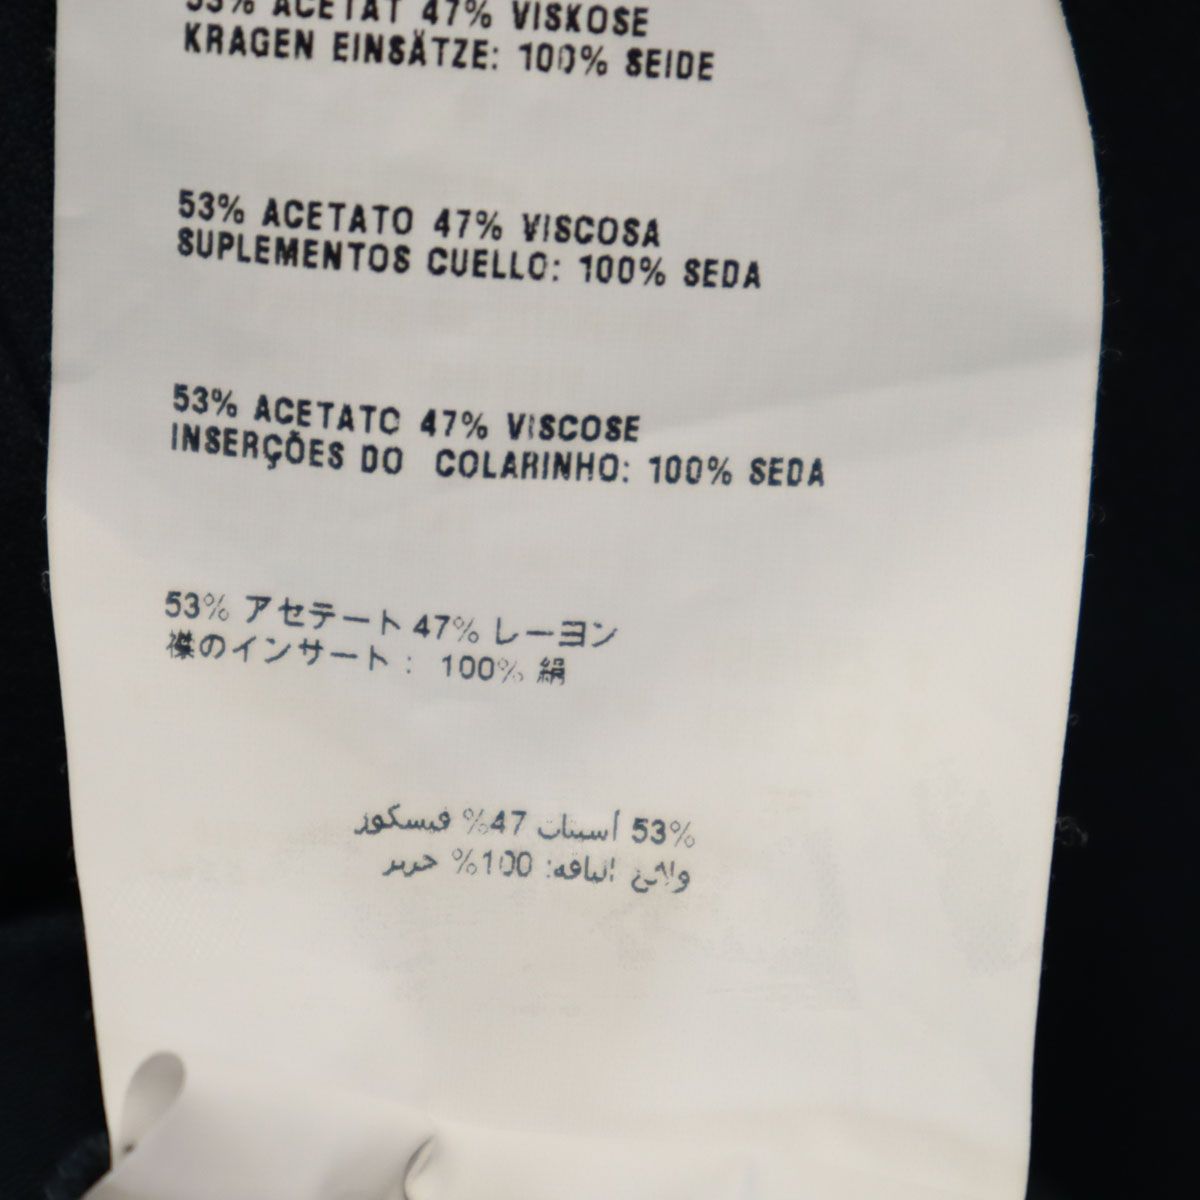 53% ACETAT 47% VISKOSE
KRAGEN EINSÄTZE: 100% SEIDE
53% ACETATO 47% VISCOSA
SUPLEMENTOS CUELLO: 100% SEDA
53% ACETATO 47% VISCOSE
INSERÇÕES DO COLARINHO: 100% SEDA
53% アセテート 47% レーヨン
襟のインサート: 100% 絹
53% أسيتات 47% فيسكوز
الياقة: 100% حرير